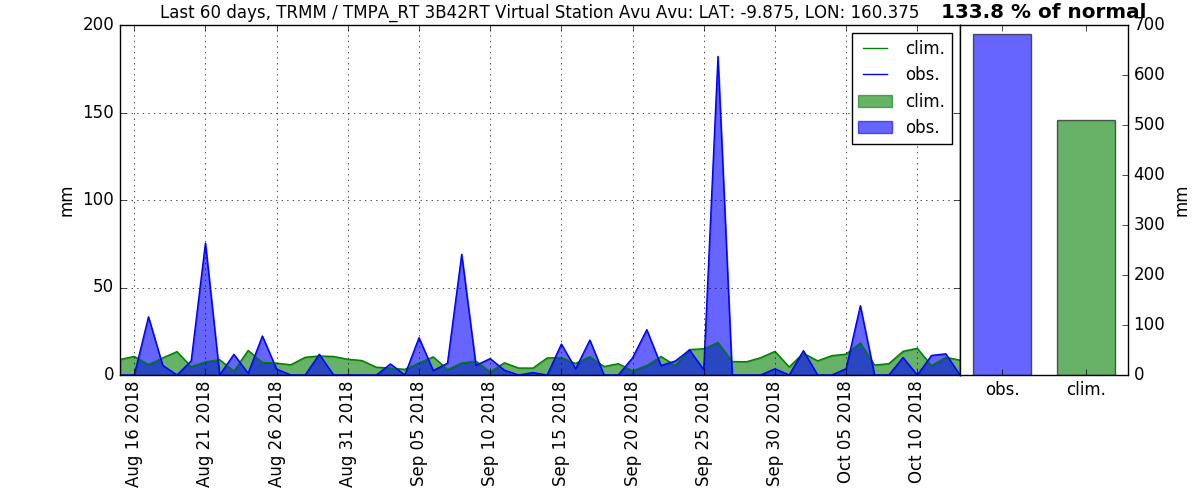 Last 60 days, TRMM / TMPA_RT 3B42RT Virtual Station Avu Avu: LAT: -9.875, LON: 160.375
133.8 % of normal
200
150
100
50
0
mm
clim.
obs.
clim.
obs.
700
600
500
400
300
200
100
0
mm
obs.
clim.
Aug 16 2018
Aug 21 2018
Aug 26 2018
Aug 31 2018
Sep 05 2018
Sep 10 2018
Sep 15 2018
Sep 20 2018
Sep 25 2018
Sep 30 2018
Oct 05 2018
Oct 10 2018